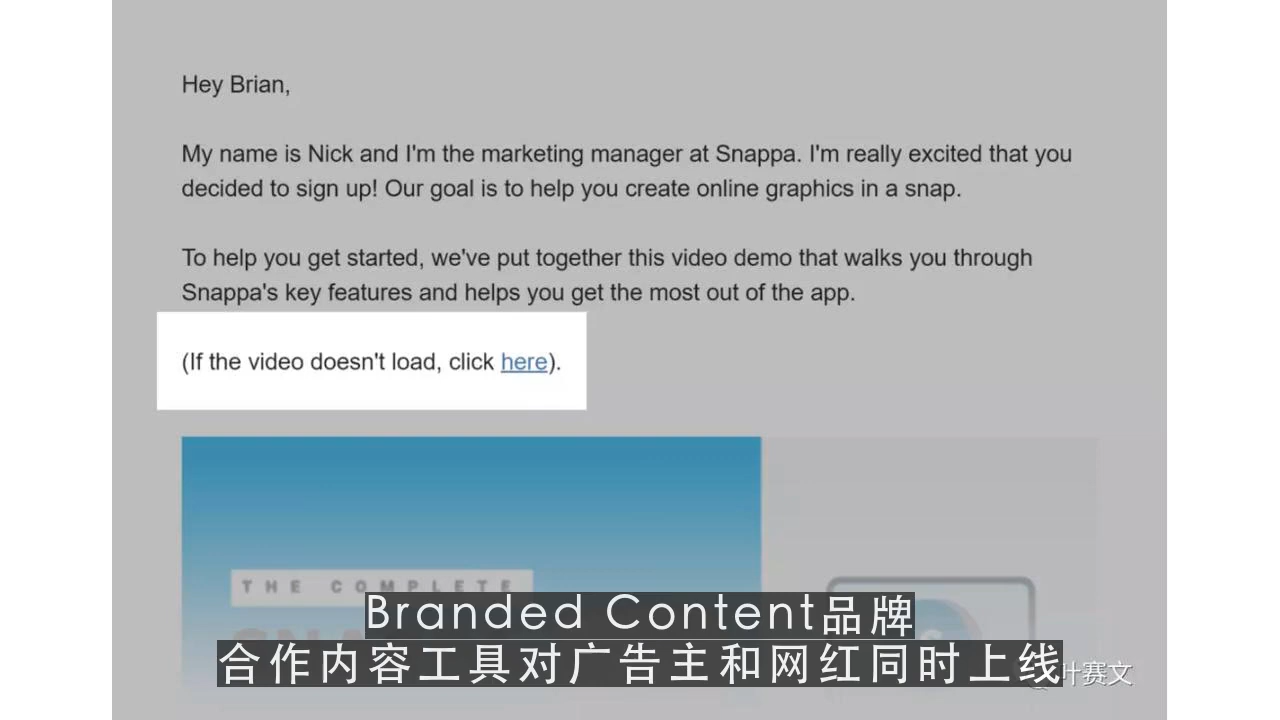 Hey Brian,
My name is Nick and I'm the marketing manager at Snappa. I'm really excited that you
decided to sign up! Our goal is to help you create online graphics in a snap.
To help you get started, we've put together this video demo that walks you through
Snappa's key features and helps you get the most out of the app.
(If the video doesn't load, click here).
THE COMPLETE
Branded Content品牌
合作内容工具对广告主和网红同时上线
叶赛文